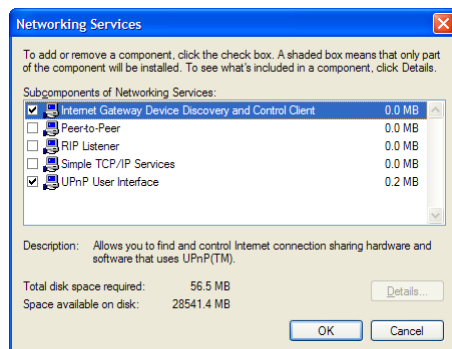 Networking Services
To add or remove a component, click the check box. A shaded box means that only part
of the component will be installed. To see what's included in a component, click Details.
Subcomponents of Networking Services:
Internet Gateway Device Discovery and Control Client 0.0 MB
Peer-to-Peer 0.0 MB
RIP Listener 0.0 MB
Simple TCP/IP Services 0.0 MB
UPnP User Interface 0.2 MB
Description: Allows you to find and control Internet connection sharing hardware and
software that uses UPnP(TM).
Total disk space required: 56.5 MB
Space available on disk: 28541.4 MB
Details...
OK Cancel